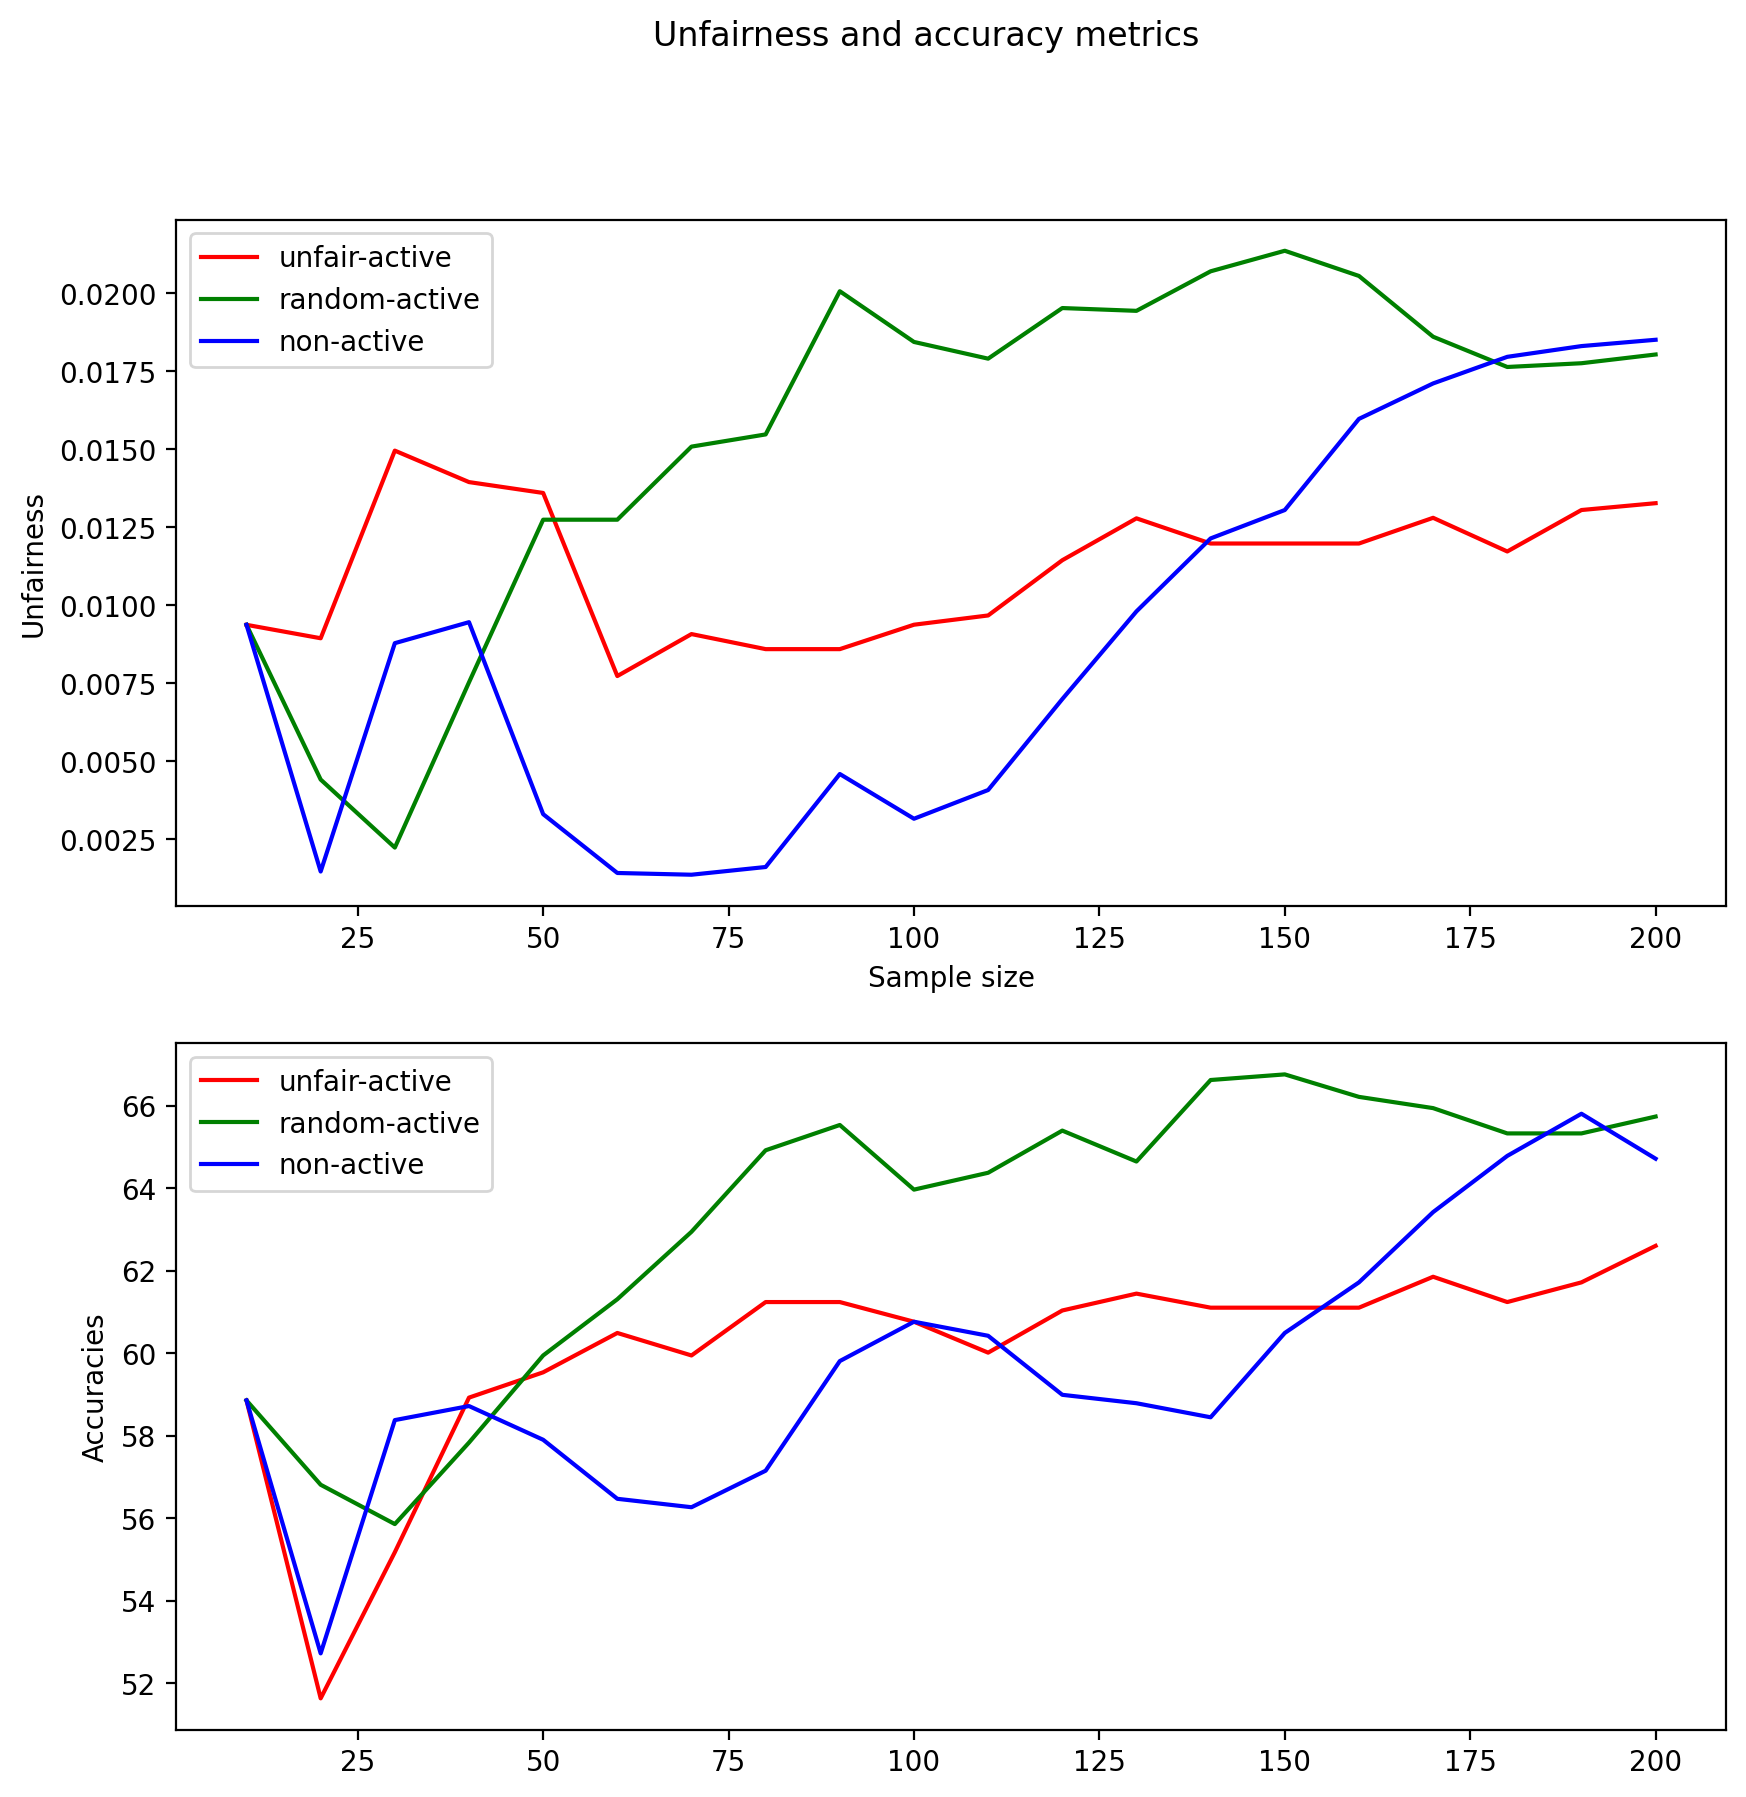 Unfairness and accuracy metrics
unfair-active
random-active
non-active
0.0200
0.0175
0.0150
0.0125
0.0100
0.0075
0.0050
0.0025
Unfairness
25 50 75 100 125 150 175 200
Sample size
unfair-active
random-active
non-active
66
64
62
60
58
56
54
52
Accuracies
25 50 75 100 125 150 175 200